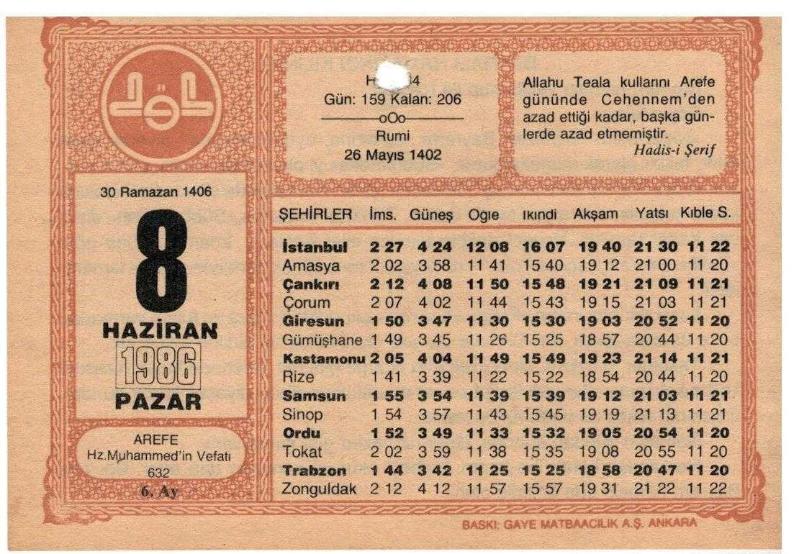 Gün: 159 Kalan: 206
oOo
Rumi
26 Mayıs 1402
Allahu Teala kullarını Arefe
gününde Cehennem'den
azad ettiği kadar, başka gün-
lerde azad etmemiştir.
Hadis-i Şerif
30 Ramazan 1406
8
HAZİRAN
1986
PAZAR
AREFE
Hz.Muhammed'in Vefatı
632
6. Ay
ŞEHİRLER İms. Güneş Ogle ıkındi Akşam Yatsı Kıble S.
İstanbul 2 27 4 24 12 08 16 07 19 40 21 30 11 22
Amasya 2 02 3 58 11 41 15 40 19 12 21 00 11 20
Çankırı 2 12 4 08 11 50 15 48 19 21 21 09 11 21
Çorum 2 07 4 02 11 44 15 43 19 15 21 03 11 21
Giresun 1 50 3 47 11 30 15 30 19 03 20 52 11 20
Gümüşhane 1 49 3 45 11 26 15 25 18 57 20 44 11 20
Kastamonu 2 05 4 04 11 49 15 49 19 23 21 14 11 21
Rize 1 41 3 39 11 22 15 22 18 54 20 44 11 20
Samsun 1 55 3 54 11 39 15 39 19 12 21 03 11 21
Sinop 1 54 3 57 11 43 15 45 19 19 21 13 11 21
Ordu 1 52 3 49 11 33 15 32 19 05 20 54 11 20
Tokat 2 02 3 59 11 38 15 35 19 08 20 55 11 20
Trabzon 1 44 3 42 11 25 15 25 18 58 20 47 11 20
Zonguldak 2 12 4 12 11 57 15 57 19 31 21 22 11 22
BASKI: GAYE MATBAACILIK A.Ş. ANKARA